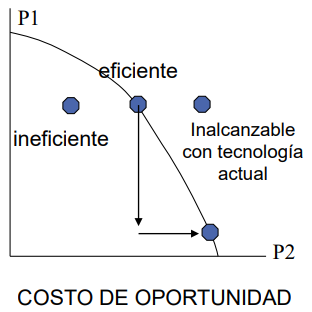 P1
eficiente
ineficiente
Inalcanzable
con tecnología
actual
P2
COSTO DE OPORTUNIDAD